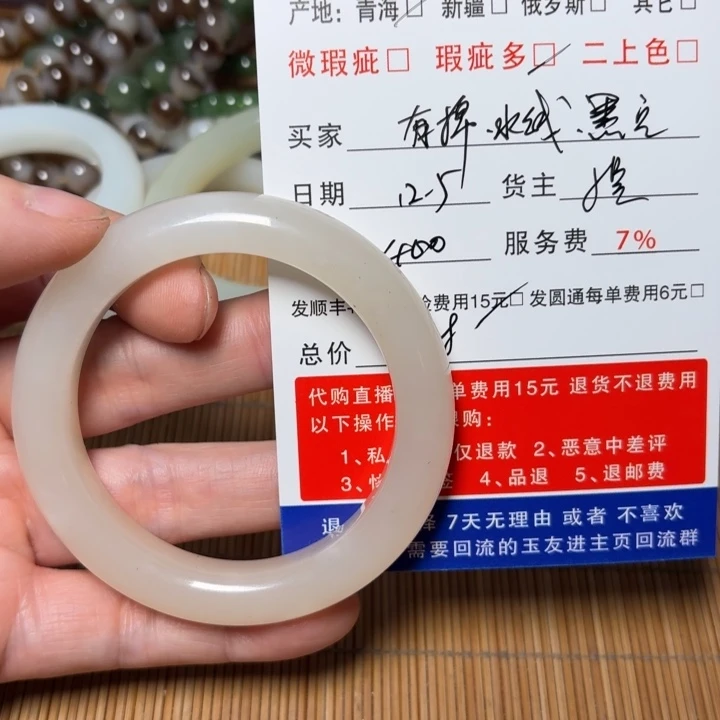 产地：青海☑ 新疆□ 俄罗斯□ 其它□
微瑕疵□ 瑕疵多☑ 二上色□
买家 有棉.水线.黑点
日期 12-5 货主
400 服务费 7%
发顺丰 验费用15元☑ 发圆通每单费用6元□
总价
代购直播 单费用15元 退货不退费用
以下操作 购：
1、私 仅退款 2、恶意中差评
3、 签 4、品退 5、退邮费
退 7天无理由 或者 不喜欢
需要回流的玉友进主页回流群